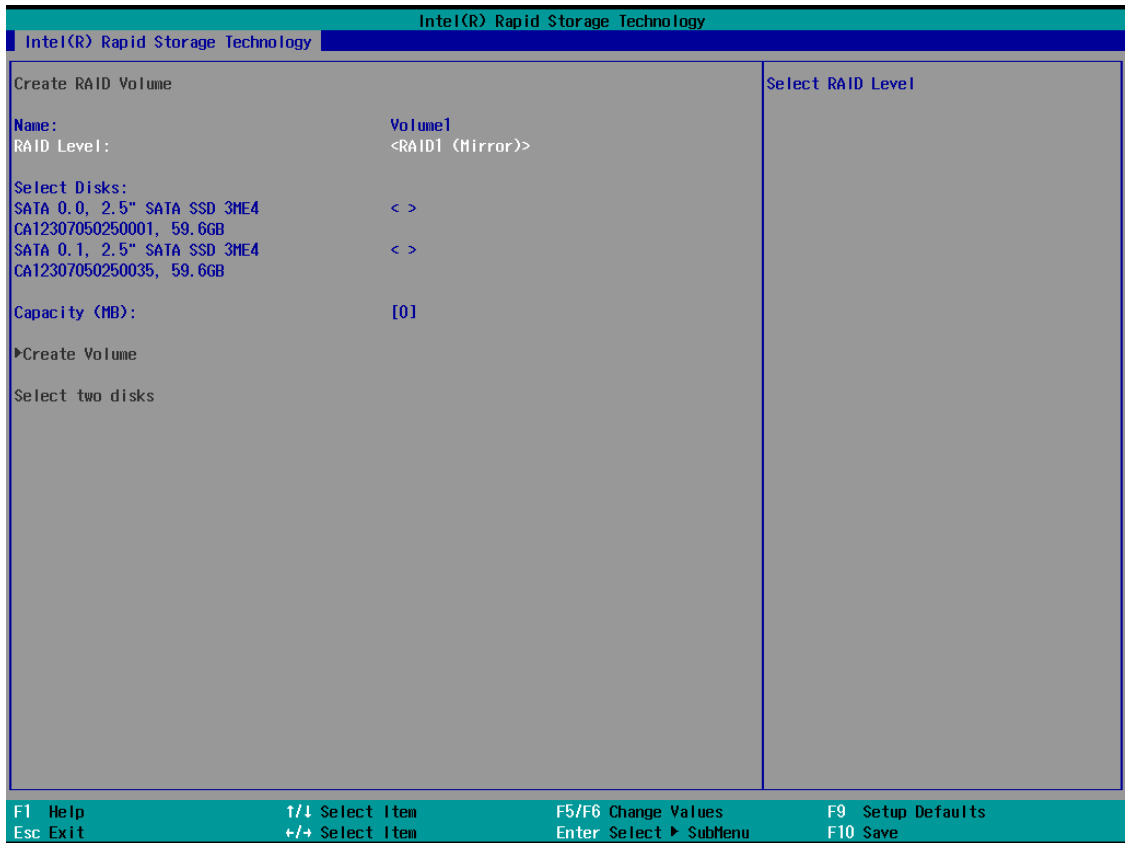 Intel(R) Rapid Storage Technology
Intel(R) Rapid Storage Technology
Create RAID Volume
Select RAID Level
Name: Volume1
RAID Level: <RAID1 (Mirror)>
Select Disks:
SATA 0.0, 2.5" SATA SSD 3ME4 < >
CA12307050250001, 59.6GB
SATA 0.1, 2.5" SATA SSD 3ME4 < >
CA12307050250035, 59.6GB
Capacity (MB): [0]
▶Create Volume
Select two disks
F1 Help ↑/↓ Select Item F5/F6 Change Values F9 Setup Defaults
Esc Exit ←/→ Select Item Enter Select ▶ SubMenu F10 Save